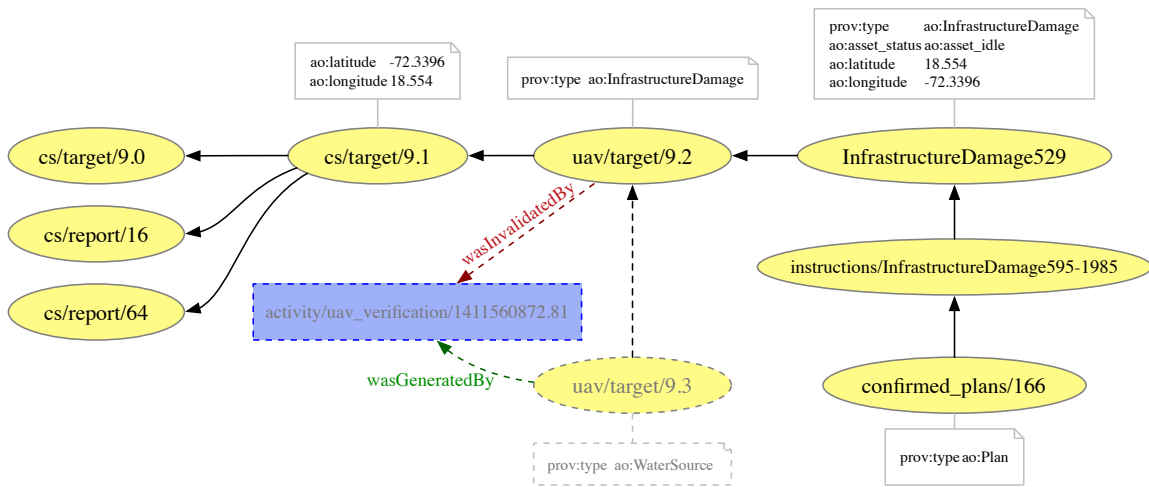 prov:type ao:InfrastructureDamage
ao:asset_status ao:asset_idle
ao:latitude 18.554
ao:longitude -72.3396
ao:latitude -72.3396
ao:longitude 18.554
prov:type ao:InfrastructureDamage
cs/target/9.0
cs/target/9.1
uav/target/9.2
InfrastructureDamage529
wasInvalidatedBy
cs/report/16
instructions/InfrastructureDamage595-1985
cs/report/64
activity/uav_verification/1411560872.81
wasGeneratedBy
uav/target/9.3
confirmed_plans/166
prov:type ao:WaterSource
prov:type ao:Plan